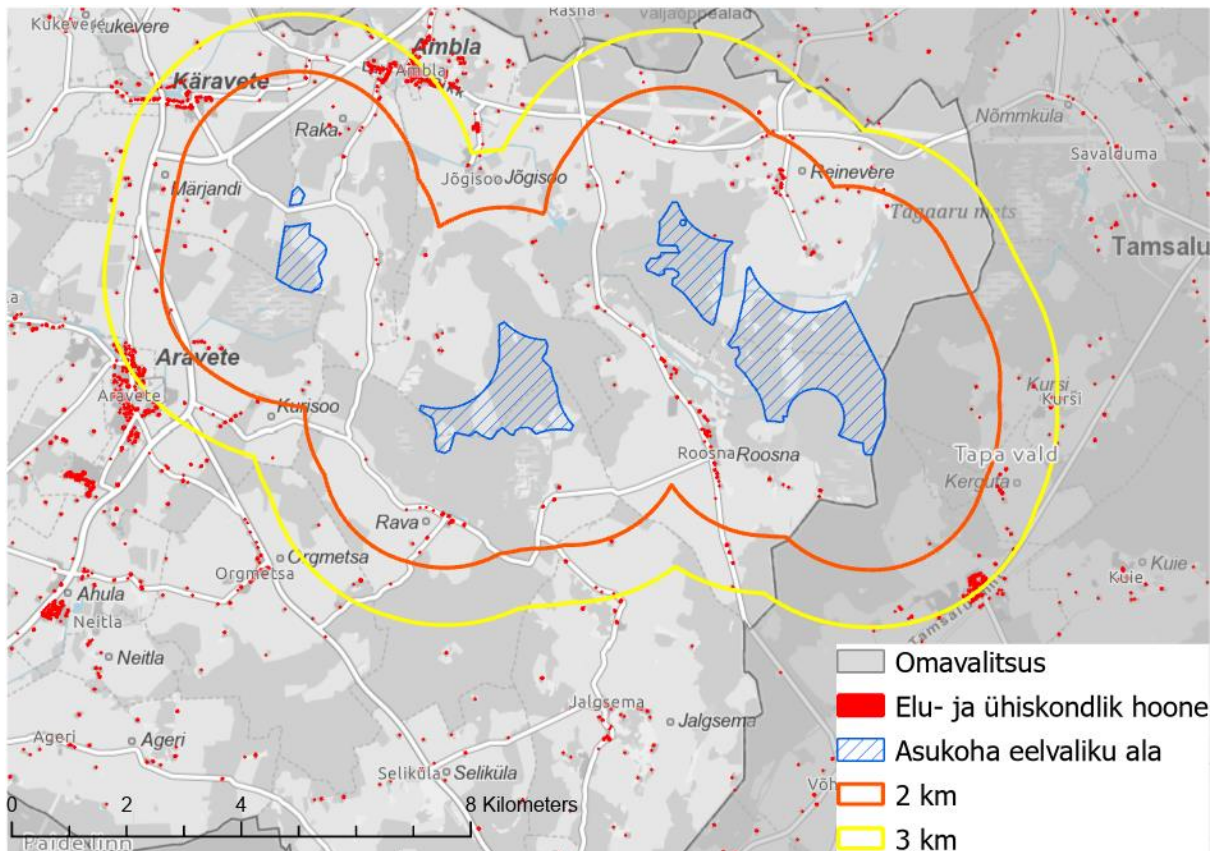 Kukevere
Kukevere
Rasna
väljaõppealad
Ambla
Ambla
Käravete
Raka
Nõmmküla
Savalduma
Märjandi
Jõgisoo
Jõgisoo
Reinevere
Tagaaru mets
Tamsalu
Aravete
Aravete
Kurisoo
Kursi
Kursi
Roosna
Roosna
Tapa vald
Kerguta
Rava
Orgmetsa
Orgmetsa
Kuie
Kuie
Ahula
Neitla
Neitla
Jalgsema
Jalgsema
Ageri
Ageri
Seliküla
Seliküla
0 2 4 8 Kilometers
Paide linn
Omavalitsus
Elu- ja ühiskondlik hoone
Asukoha eelvaliku ala
2 km
3 km